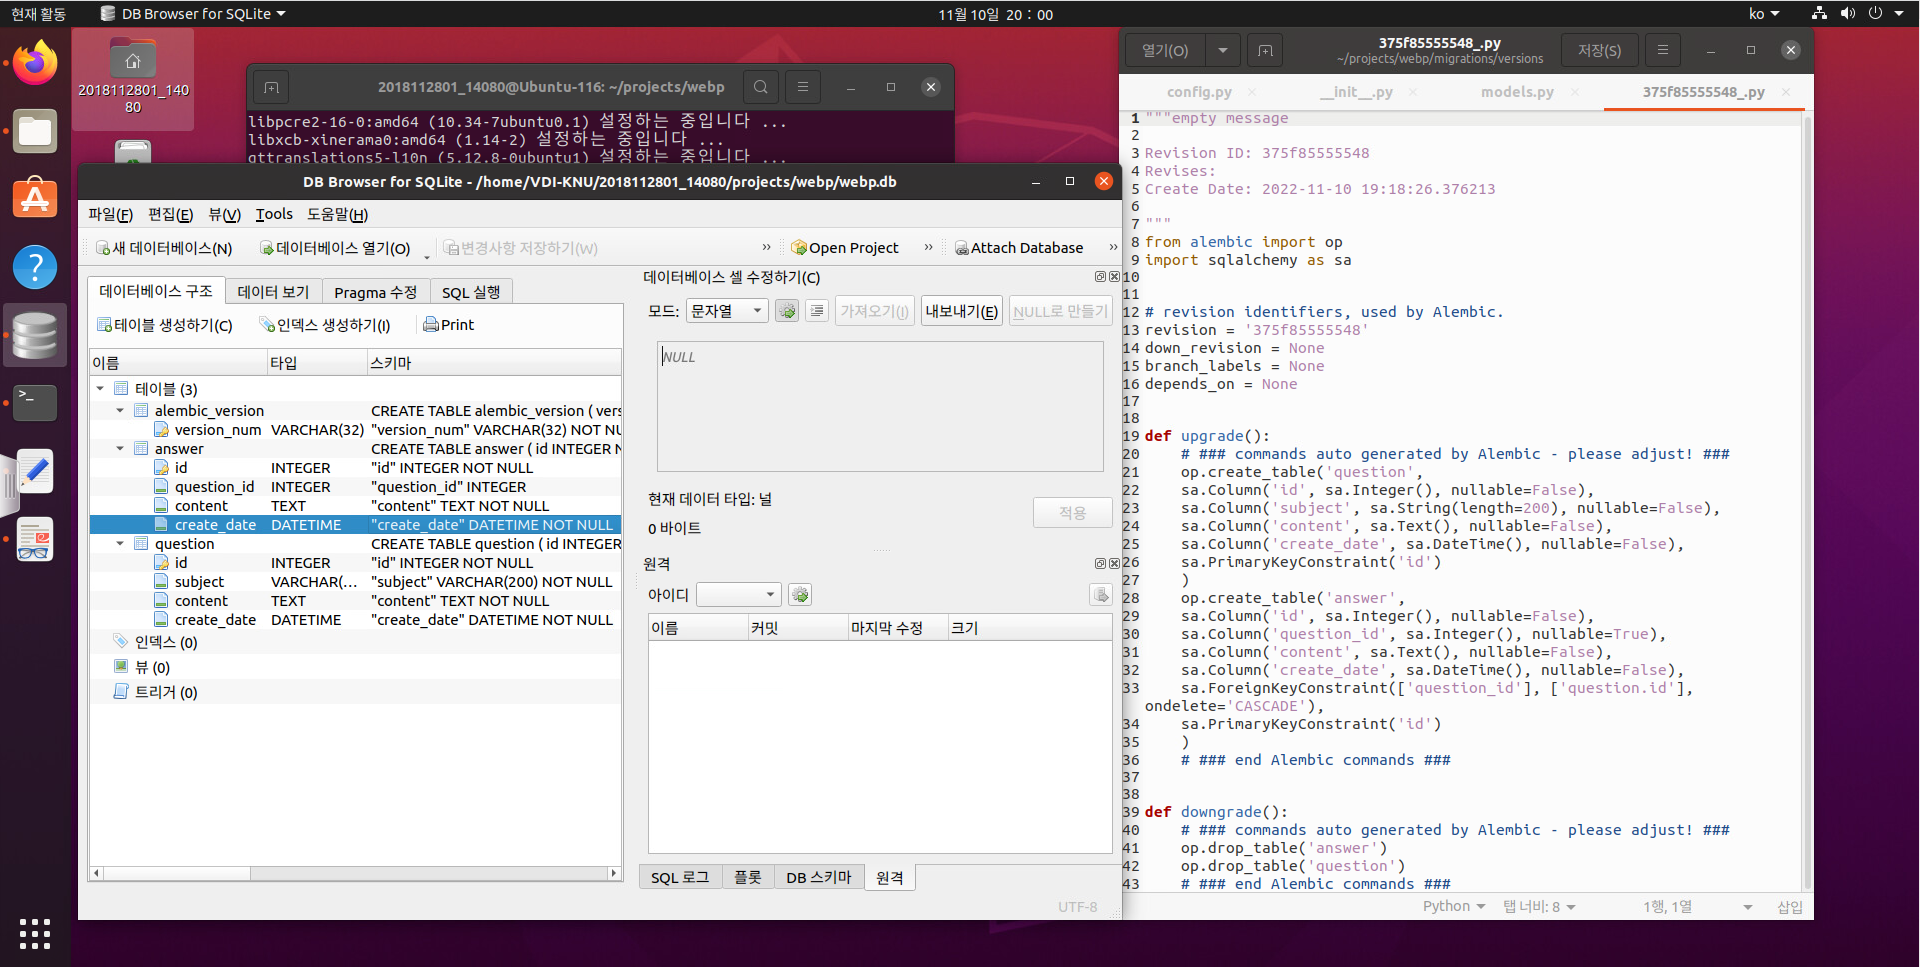 현재 활동
DB Browser for SQLite
11월 10일 20 : 00
ko
2018112801_140
80
2018112801_14080@Ubuntu-116: ~/projects/webp
libpcre2-16-0:amd64 (10.34-7ubuntu0.1) 설정하는 중입니다 ...
libxcb-xinerama0:amd64 (1.14-2) 설정하는 중입니다 ...
qttranslations5-l10n (5.12.8-0ubuntu1) 설정하는 중입니다 ...
DB Browser for SQLite - /home/VDI-KNU/2018112801_14080/projects/webp/webp.db
파일(F) 편집(E) 뷰(V) Tools 도움말(H)
새 데이터베이스(N) 데이터베이스 열기(O) 변경사항 저장하기(W) » Open Project » Attach Database »
데이터베이스 구조 데이터 보기 Pragma 수정 SQL 실행
테이블 생성하기(C) 인덱스 생성하기(I) Print
이름 타입 스키마
테이블 (3)
alembic_version CREATE TABLE alembic_version ( vers
version_num VARCHAR(32) "version_num" VARCHAR(32) NOT NU
answer CREATE TABLE answer ( id INTEGER N
id INTEGER "id" INTEGER NOT NULL
question_id INTEGER "question_id" INTEGER
content TEXT "content" TEXT NOT NULL
create_date DATETIME "create_date" DATETIME NOT NULL
question CREATE TABLE question ( id INTEGER
id INTEGER "id" INTEGER NOT NULL
subject VARCHAR(... "subject" VARCHAR(200) NOT NULL
content TEXT "content" TEXT NOT NULL
create_date DATETIME "create_date" DATETIME NOT NULL
인덱스 (0)
뷰 (0)
트리거 (0)
데이터베이스 셀 수정하기(C)
모드: 문자열 가져오기(I) 내보내기(E) NULL로 만들기
NULL
현재 데이터 타입: 널
0 바이트
적용
원격
아이디
이름 커밋 마지막 수정 크기
SQL 로그 플롯 DB 스키마 원격
UTF-8
열기(O)
375f85555548_.py
~/projects/webp/migrations/versions
저장(S)
config.py __init__.py models.py 375f85555548_.py
1 """empty message
2
3 Revision ID: 375f85555548
4 Revises:
5 Create Date: 2022-11-10 19:18:26.376213
6
7 """
8 from alembic import op
9 import sqlalchemy as sa
10
11
12 # revision identifiers, used by Alembic.
13 revision = '375f85555548'
14 down_revision = None
15 branch_labels = None
16 depends_on = None
17
18
19 def upgrade():
20 # ### commands auto generated by Alembic - please adjust! ###
21 op.create_table('question',
22 sa.Column('id', sa.Integer(), nullable=False),
23 sa.Column('subject', sa.String(length=200), nullable=False),
24 sa.Column('content', sa.Text(), nullable=False),
25 sa.Column('create_date', sa.DateTime(), nullable=False),
26 sa.PrimaryKeyConstraint('id')
27 )
28 op.create_table('answer',
29 sa.Column('id', sa.Integer(), nullable=False),
30 sa.Column('question_id', sa.Integer(), nullable=True),
31 sa.Column('content', sa.Text(), nullable=False),
32 sa.Column('create_date', sa.DateTime(), nullable=False),
33 sa.ForeignKeyConstraint(['question_id'], ['question.id'],
ondelete='CASCADE'),
34 sa.PrimaryKeyConstraint('id')
35 )
36 # ### end Alembic commands ###
37
38
39 def downgrade():
40 # ### commands auto generated by Alembic - please adjust! ###
41 op.drop_table('answer')
42 op.drop_table('question')
43 # ### end Alembic commands ###
Python 탭 너비: 8 1행, 1열 삽입